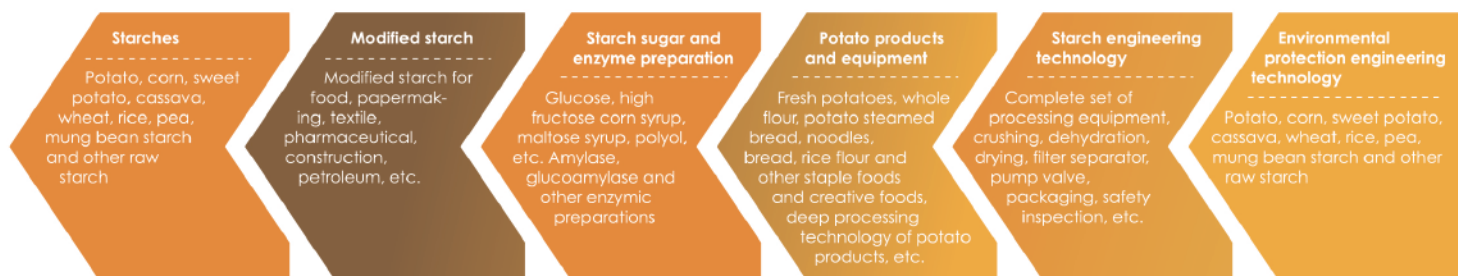 Starches
Potato, corn, sweet
potato, cassava,
wheat, rice, pea,
mung bean starch
and other raw
starch
Modified starch
Modified starch for
food, papermak-
ing, textile,
pharmaceutical,
construction,
petroleum, etc.
Starch sugar and
enzyme preparation
Glucose, high
fructose corn syrup,
maltose syrup, polyol,
etc. Amylase,
glucoamylase and
other enzymic
preparations
Potato products
and equipment
Fresh potatoes, whole
flour, potato steamed
bread, noodles,
bread, rice flour and
other staple foods
and creative foods,
deep processing
technology of potato
products, etc.
Starch engineering
technology
Complete set of
processing equipment,
crushing, dehydration,
drying, filter separator,
pump valve,
packaging, safety
inspection, etc.
Environmental
protection engineering
technology
Potato, corn, sweet potato,
cassava, wheat, rice, pea,
mung bean starch and other
raw starch